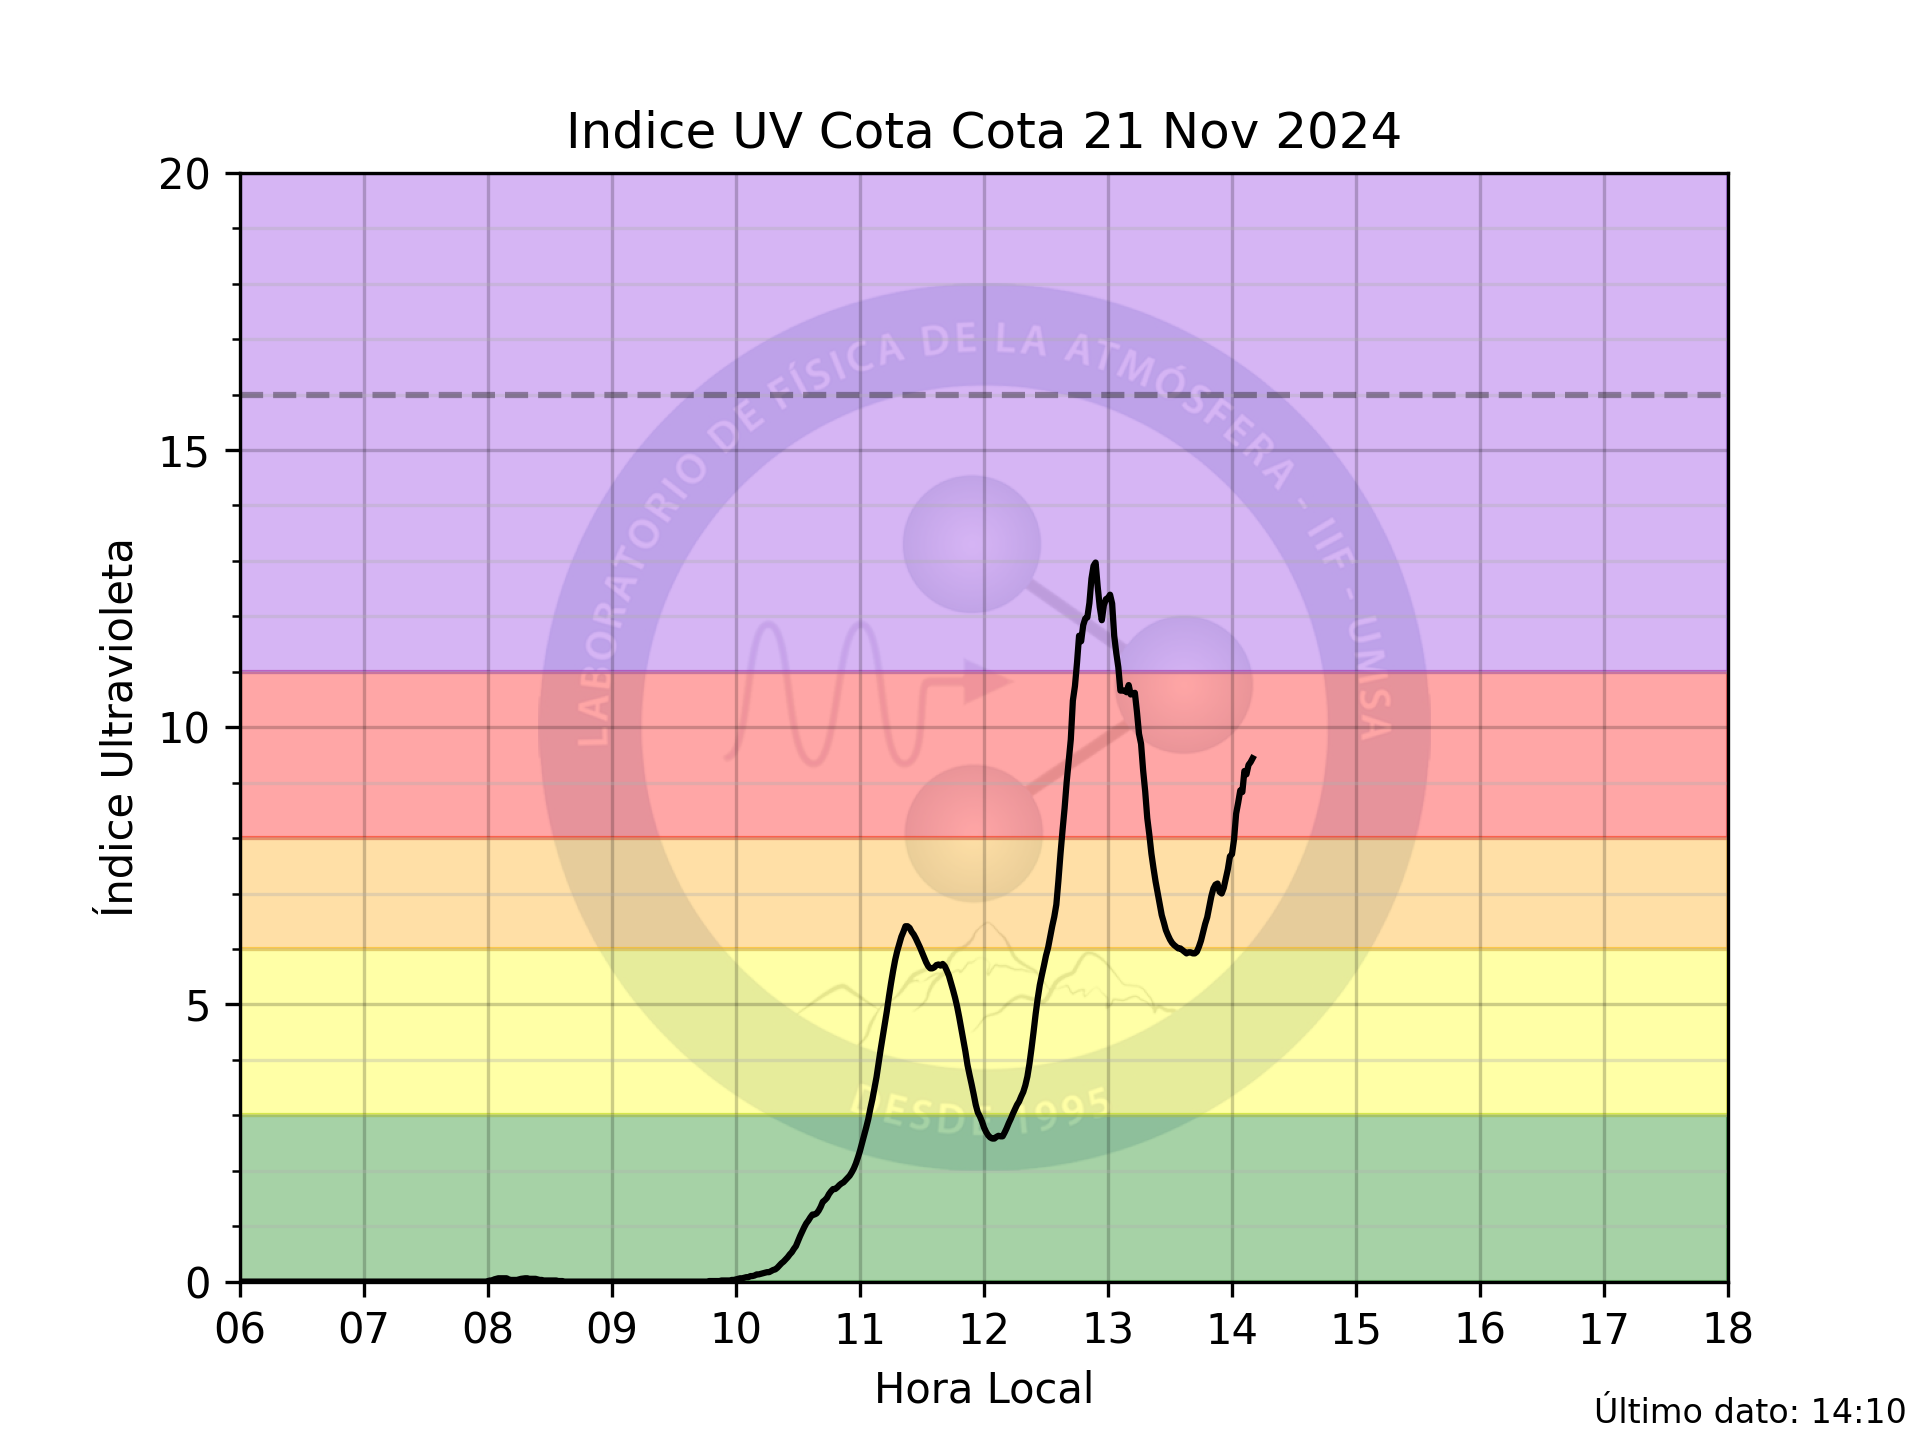 Indice UV Cota Cota 21 Nov 2024
20
15
10
5
0
Índice Ultravioleta
LABORATORIO DE FÍSICA DE LA ATMÓSFERA - IIF - UMSA
DESDE 1995
06 07 08 09 10 11 12 13 14 15 16 17 18
Hora Local
Último dato: 14:10